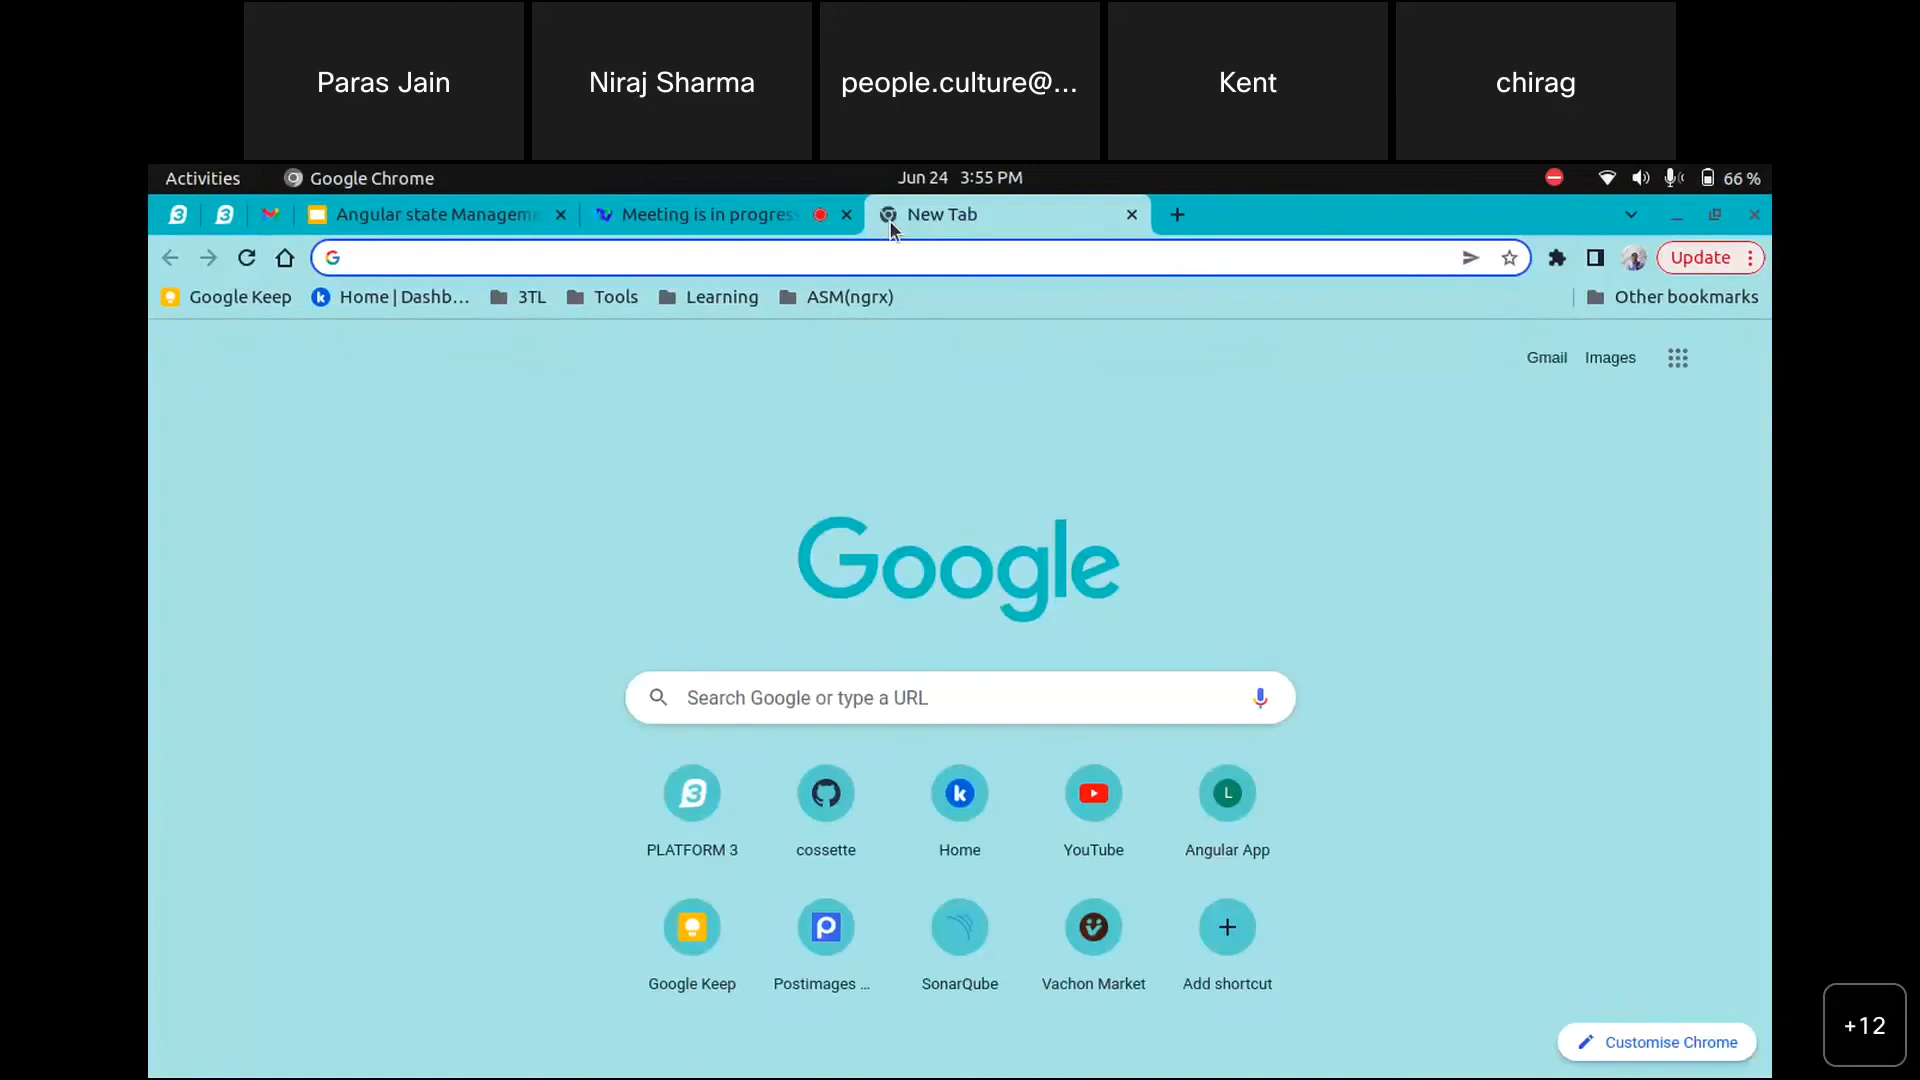 Paras Jain
Niraj Sharma
people.culture@...
Kent
chirag
Activities Google Chrome Jun 24 3:55 PM 66 %
Angular state Managem Meeting is in progres New Tab
Update
Google Keep Home | Dashb... 3TL Tools Learning ASM(ngrx) Other bookmarks
Gmail Images
Google
Search Google or type a URL
PLATFORM 3 cossette Home YouTube Angular App
Google Keep Postimages ... SonarQube Vachon Market Add shortcut
Customise Chrome
+12